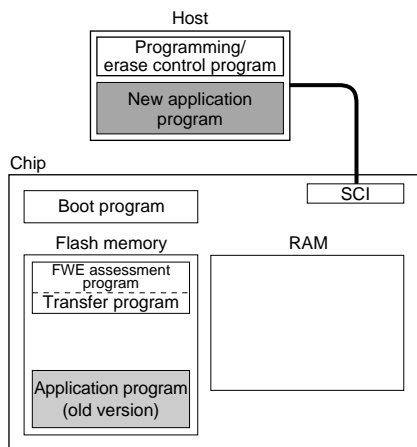 Host
Programming/
erase control program
New application
program
Chip
SCI
Boot program
Flash memory
RAM
FWE assessment
program
Transfer program
Application program
(old version)